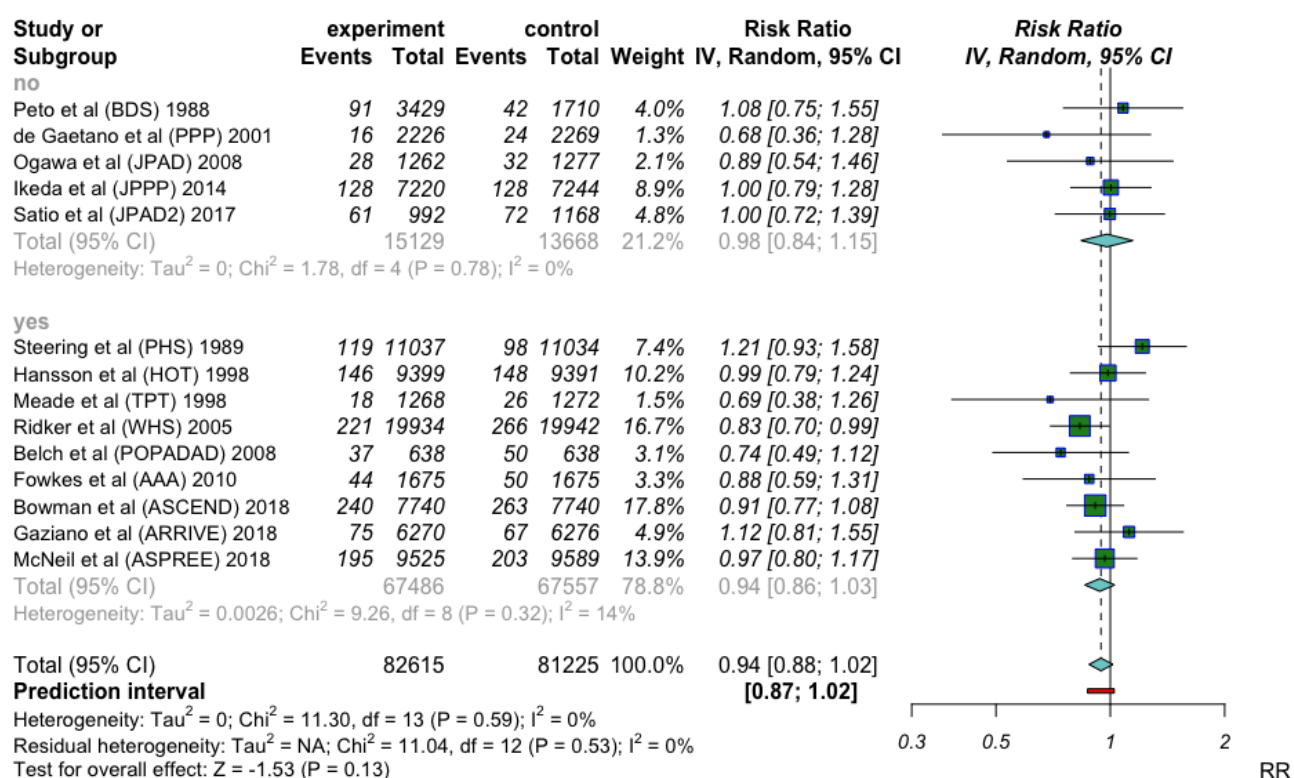 Study or experiment control Risk Ratio Risk Ratio
Subgroup Events Total Events Total Weight IV, Random, 95% CI IV, Random, 95% CI
no
Peto et al (BDS) 1988 91 3429 42 1710 4.0% 1.08 [0.75; 1.55]
de Gaetano et al (PPP) 2001 16 2226 24 2269 1.3% 0.68 [0.36; 1.28]
Ogawa et al (JPAD) 2008 28 1262 32 1277 2.1% 0.89 [0.54; 1.46]
Ikeda et al (JPPP) 2014 128 7220 128 7244 8.9% 1.00 [0.79; 1.28]
Satio et al (JPAD2) 2017 61 992 72 1168 4.8% 1.00 [0.72; 1.39]
Total (95% CI) 15129 13668 21.2% 0.98 [0.84; 1.15]
Heterogeneity: Tau² = 0; Chi² = 1.78, df = 4 (P = 0.78); I² = 0%
yes
Steering et al (PHS) 1989 119 11037 98 11034 7.4% 1.21 [0.93; 1.58]
Hansson et al (HOT) 1998 146 9399 148 9391 10.2% 0.99 [0.79; 1.24]
Meade et al (TPT) 1998 18 1268 26 1272 1.5% 0.69 [0.38; 1.26]
Ridker et al (WHS) 2005 221 19934 266 19942 16.7% 0.83 [0.70; 0.99]
Belch et al (POPADAD) 2008 37 638 50 638 3.1% 0.74 [0.49; 1.12]
Fowkes et al (AAA) 2010 44 1675 50 1675 3.3% 0.88 [0.59; 1.31]
Bowman et al (ASCEND) 2018 240 7740 263 7740 17.8% 0.91 [0.77; 1.08]
Gaziano et al (ARRIVE) 2018 75 6270 67 6276 4.9% 1.12 [0.81; 1.55]
McNeil et al (ASPREE) 2018 195 9525 203 9589 13.9% 0.97 [0.80; 1.17]
Total (95% CI) 67486 67557 78.8% 0.94 [0.86; 1.03]
Heterogeneity: Tau² = 0.0026; Chi² = 9.26, df = 8 (P = 0.32); I² = 14%
Total (95% CI) 82615 81225 100.0% 0.94 [0.88; 1.02]
Prediction interval [0.87; 1.02]
Heterogeneity: Tau² = 0; Chi² = 11.30, df = 13 (P = 0.59); I² = 0%
Residual heterogeneity: Tau² = NA; Chi² = 11.04, df = 12 (P = 0.53); I² = 0%
0.3 0.5 1 2
Test for overall effect: Z = -1.53 (P = 0.13)
RR